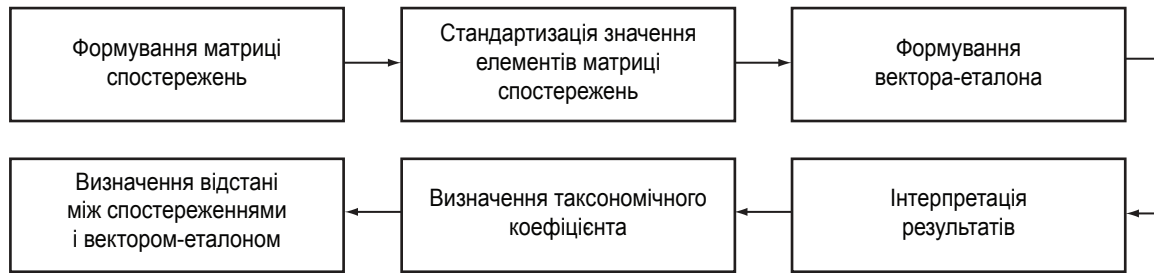 Формування матриці
спостережень
Стандартизація значення
елементів матриці
спостережень
Формування
вектора-еталона
Визначення відстані
між спостереженнями
і вектором-еталоном
Визначення таксономічного
коефіцієнта
Інтерпретація
результатів